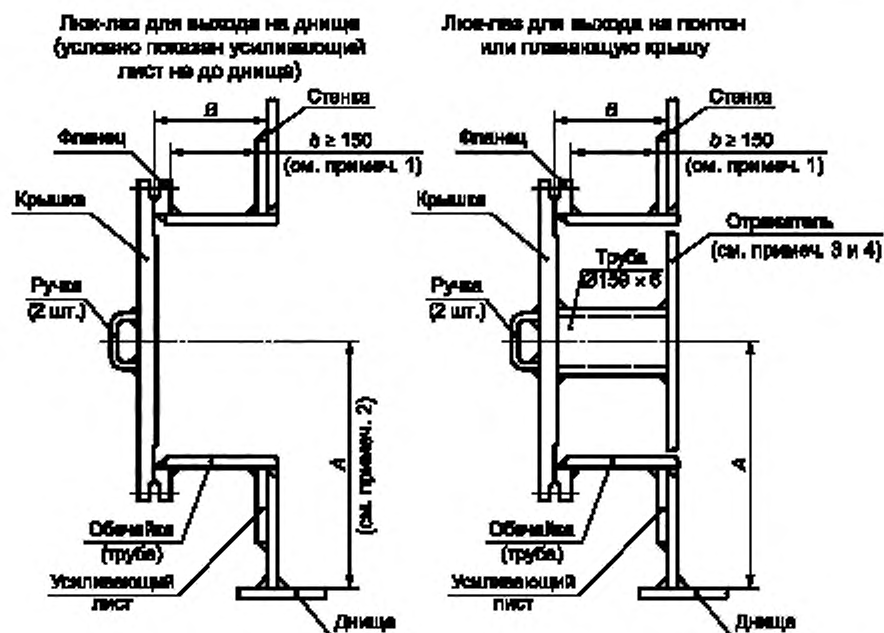 Люк-лаз для выхода на днище
(условно показан усиливающий
лист не до днища)
В
Стенка
Фланец
b ≥ 150
(см. примеч. 1)
Крышка
Ручка
(2 шт.)
А
(см. примеч. 2)
Обечайка
(труба)
Усиливающий
лист
Днище
Люк-лаз для выхода на понтон
или плавающую крышу
В
Стенка
Фланец
b ≥ 150
(см. примеч. 1)
Крышка
Отражатель
(см. примеч. 3 и 4)
Труба
Ø159 × 6
Ручка
(2 шт.)
А
Обечайка
(труба)
Усиливающий
лист
Днище